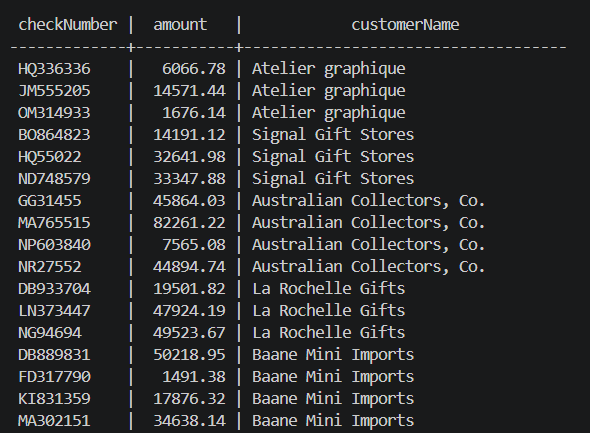 checkNumber |  amount   |            customerName
-------------+-----------+------------------------------------
HQ336336    |   6066.78 | Atelier graphique
JM555205    |  14571.44 | Atelier graphique
OM314933    |   1676.14 | Atelier graphique
BO864823    |  14191.12 | Signal Gift Stores
HQ55022     |  32641.98 | Signal Gift Stores
ND748579    |  33347.88 | Signal Gift Stores
GG31455     |  45864.03 | Australian Collectors, Co.
MA765515    |  82261.22 | Australian Collectors, Co.
NP603840    |   7565.08 | Australian Collectors, Co.
NR27552     |  44894.74 | Australian Collectors, Co.
DB933704    |  19501.82 | La Rochelle Gifts
LN373447    |  47924.19 | La Rochelle Gifts
NG94694     |  49523.67 | La Rochelle Gifts
DB889831    |  50218.95 | Baane Mini Imports
FD317790    |   1491.38 | Baane Mini Imports
KI831359    |  17876.32 | Baane Mini Imports
MA302151    |  34638.14 | Baane Mini Imports